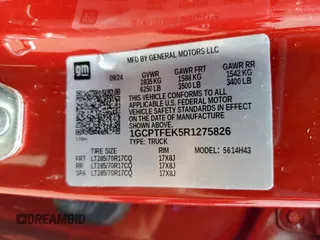 gm
MFD BY GENERAL MOTORS LLC
09/24 GVWR GAWR FRT GAWR RR
2835 KG 1588 KG 1542 KG
6250 LB 3500 LB 3400 LB
THIS VEHICLE CONFORMS TO ALL APPLICABLE U.S. FEDERAL MOTOR VEHICLE SAFETY STANDARDS IN EFFECT ON THE DATE OF MANUFACTURE SHOWN ABOVE.
1GCPTFEK5R1275826
TYPE: TRUCK
MODEL: 5614H43
TIRE SIZE RIM
FRT LT285/70R17CQ 17X8J
RR LT285/70R17CQ 17X8J
SPA LT285/70R17CQ 17X8J
DREAMBID